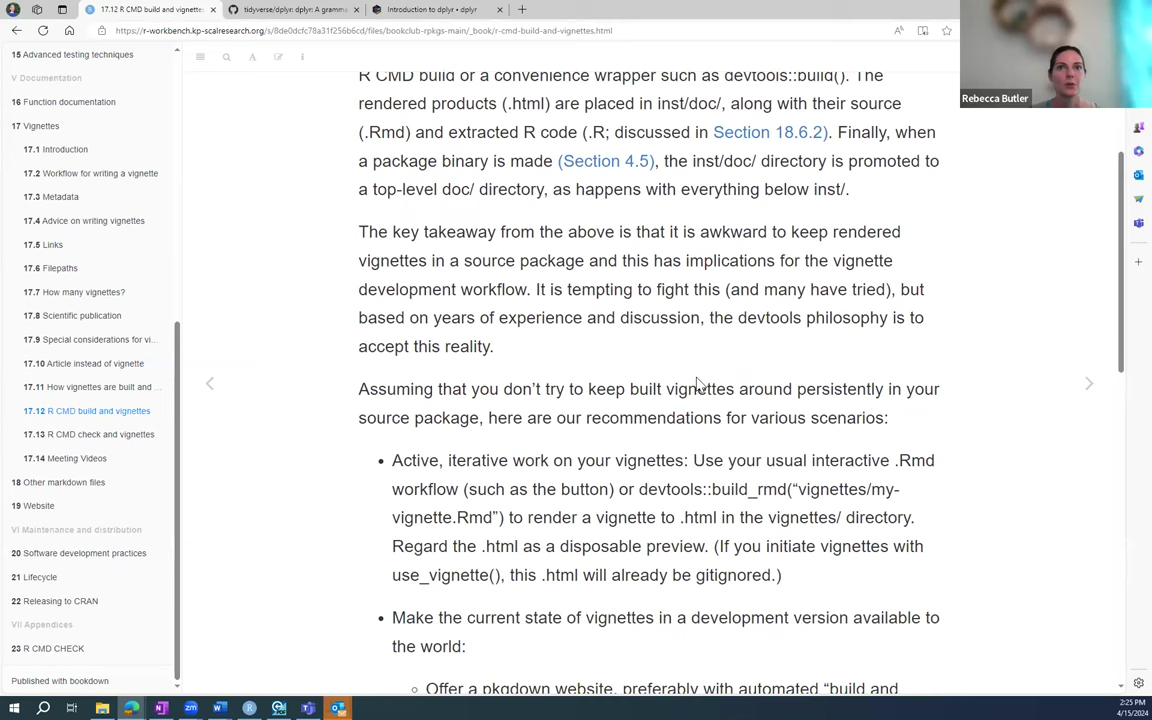 17.12 R CMD build and vignettes
tidyverse/dplyr: dplyr: A gramma
Introduction to dplyr • dplyr
https://r-workbench.kp-scalresearch.org/s/8de0dcfc78a31f256b6cd/files/bookclub-rpkgs-main/_book/r-cmd-build-and-vignettes.html
Rebecca Butler
15 Advanced testing techniques
V Documentation
16 Function documentation
17 Vignettes
17.1 Introduction
17.2 Workflow for writing a vignette
17.3 Metadata
17.4 Advice on writing vignettes
17.5 Links
17.6 Filepaths
17.7 How many vignettes?
17.8 Scientific publication
17.9 Special considerations for vi...
17.10 Article instead of vignette
17.11 How vignettes are built and ...
17.12 R CMD build and vignettes
17.13 R CMD check and vignettes
17.14 Meeting Videos
18 Other markdown files
19 Website
VI Maintenance and distribution
20 Software development practices
21 Lifecycle
22 Releasing to CRAN
VII Appendices
23 R CMD CHECK
Published with bookdown
R CMD build or a convenience wrapper such as devtools::build(). The
rendered products (.html) are placed in inst/doc/, along with their source
(.Rmd) and extracted R code (.R; discussed in Section 18.6.2). Finally, when
a package binary is made (Section 4.5), the inst/doc/ directory is promoted to
a top-level doc/ directory, as happens with everything below inst/.
The key takeaway from the above is that it is awkward to keep rendered
vignettes in a source package and this has implications for the vignette
development workflow. It is tempting to fight this (and many have tried), but
based on years of experience and discussion, the devtools philosophy is to
accept this reality.
Assuming that you don’t try to keep built vignettes around persistently in your
source package, here are our recommendations for various scenarios:
• Active, iterative work on your vignettes: Use your usual interactive .Rmd
workflow (such as the button) or devtools::build_rmd(“vignettes/my-
vignette.Rmd”) to render a vignette to .html in the vignettes/ directory.
Regard the .html as a disposable preview. (If you initiate vignettes with
use_vignette(), this .html will already be gitignored.)
• Make the current state of vignettes in a development version available to
the world:
○ Offer a pkgdown website, preferably with automated “build and
2:25 PM
4/15/2024